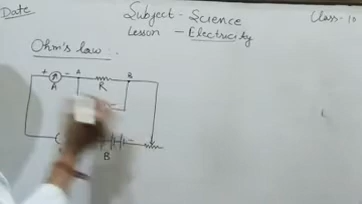 Date
Subject - Science
Class - 10
Lesson - Electricity
Ohm's law :-
+ A - A R B
-
B -